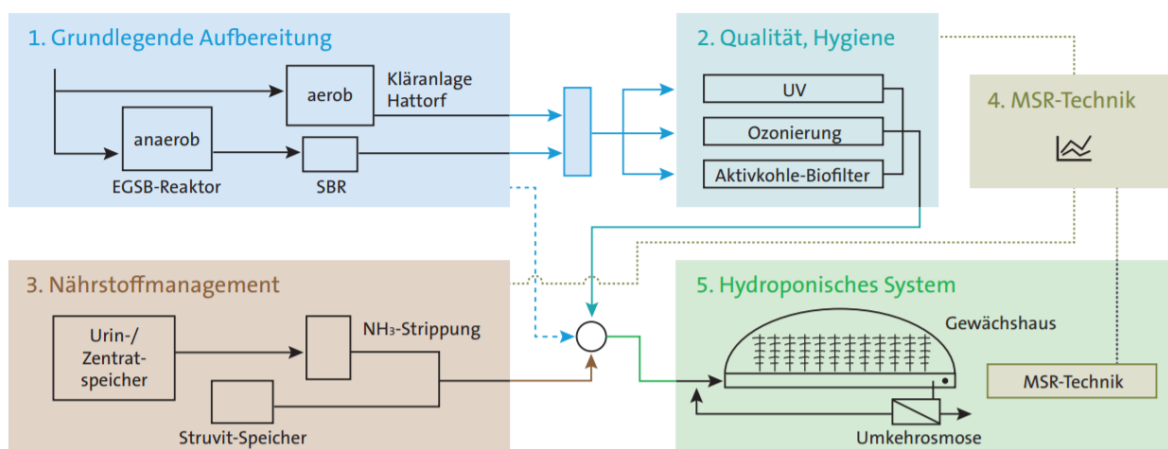 1. Grundlegende Aufbereitung
aerob
Kläranlage
Hattorf
anaerob
EGSB-Reaktor
SBR
2. Qualität, Hygiene
UV
Ozonierung
Aktivkohle-Biofilter
4. MSR-Technik
3. Nährstoffmanagement
Urin-/
Zentrat-
speicher
NH₃-Strippung
Struvit-Speicher
5. Hydroponisches System
Gewächshaus
MSR-Technik
Umkehrosmose